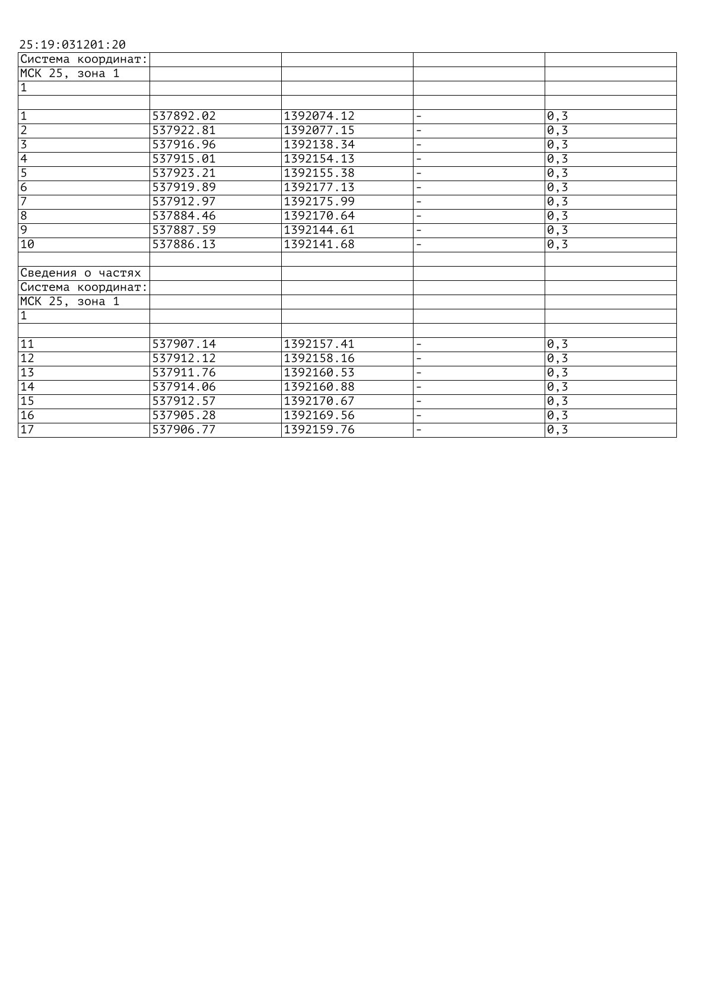 25:19:031201:20
Система координат:
МСК 25, зона 1
1
1 537892.02 1392074.12 - 0,3
2 537922.81 1392077.15 - 0,3
3 537916.96 1392138.34 - 0,3
4 537915.01 1392154.13 - 0,3
5 537923.21 1392155.38 - 0,3
6 537919.89 1392177.13 - 0,3
7 537912.97 1392175.99 - 0,3
8 537884.46 1392170.64 - 0,3
9 537887.59 1392144.61 - 0,3
10 537886.13 1392141.68 - 0,3
Сведения о частях
Система координат:
МСК 25, зона 1
1
11 537907.14 1392157.41 - 0,3
12 537912.12 1392158.16 - 0,3
13 537911.76 1392160.53 - 0,3
14 537914.06 1392160.88 - 0,3
15 537912.57 1392170.67 - 0,3
16 537905.28 1392169.56 - 0,3
17 537906.77 1392159.76 - 0,3